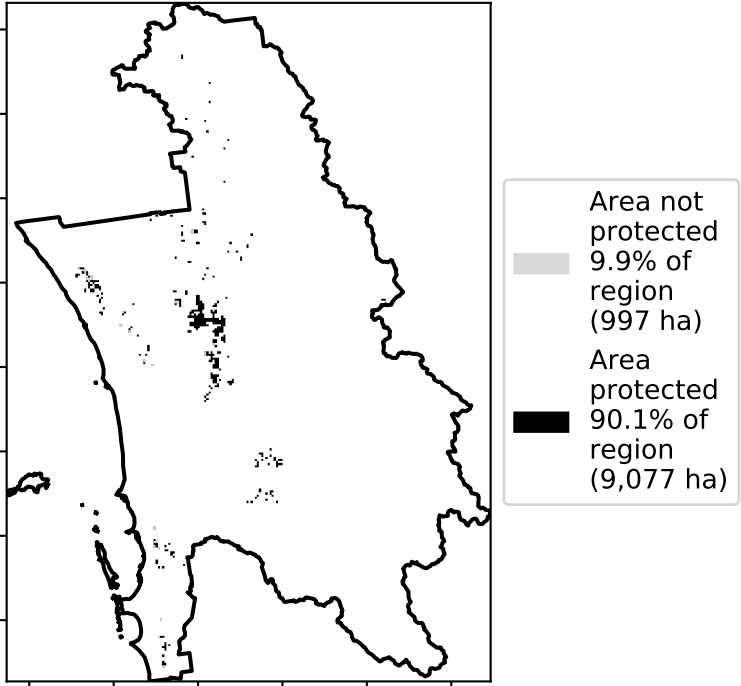 Area not
protected
9.9% of
region
(997 ha)
Area
protected
90.1% of
region
(9,077 ha)